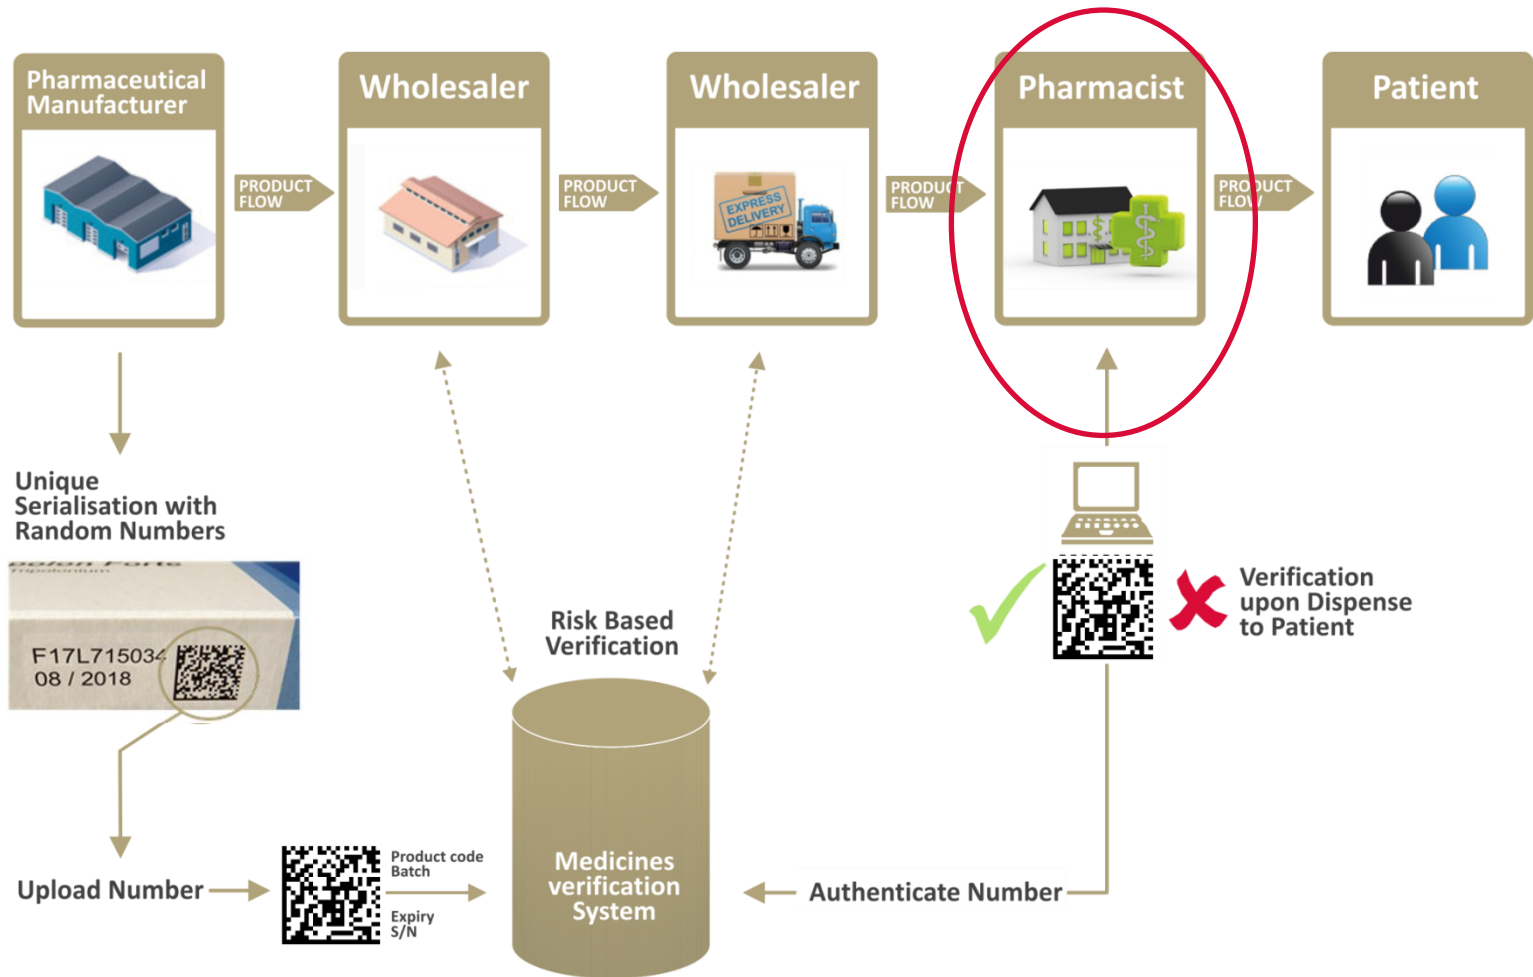 Pharmaceutical
Manufacturer
Wholesaler
Wholesaler
Pharmacist
Patient
PRODUCT
FLOW
PRODUCT
FLOW
EXPRESS
DELIVERY
PRODUCT
FLOW
PRODUCT
FLOW
Unique
Serialisation with
Random Numbers
Forte
F17L715034
08 / 2018
Risk Based
Verification
Verification
upon Dispense
to Patient
Upload Number
Product code
Batch
Expiry
S/N
Medicines
verification
System
Authenticate Number